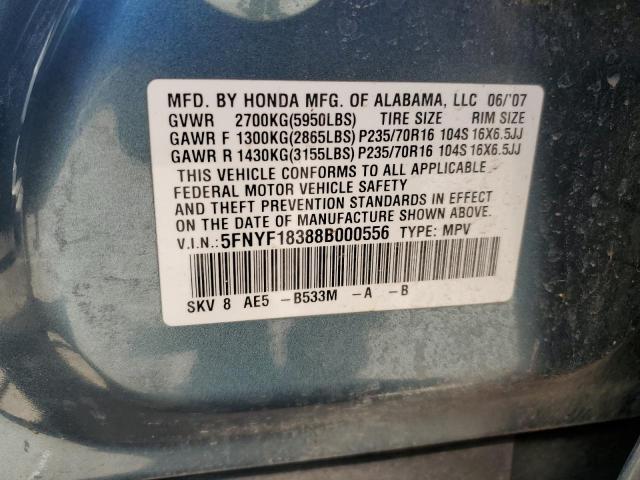 MFD. BY HONDA MFG. OF ALABAMA, LLC 06/'07
GVWR 2700KG(5950LBS) TIRE SIZE RIM SIZE
GAWR F 1300KG(2865LBS) P235/70R16 104S 16X6.5JJ
GAWR R 1430KG(3155LBS) P235/70R16 104S 16X6.5JJ
THIS VEHICLE CONFORMS TO ALL APPLICABLE
FEDERAL MOTOR VEHICLE SAFETY
AND THEFT PREVENTION STANDARDS IN EFFECT
ON THE DATE OF MANUFACTURE SHOWN ABOVE.
V.I.N.: 5FNYF18388B000556 TYPE: MPV
SKV 8 AE5 -B533M -A -B